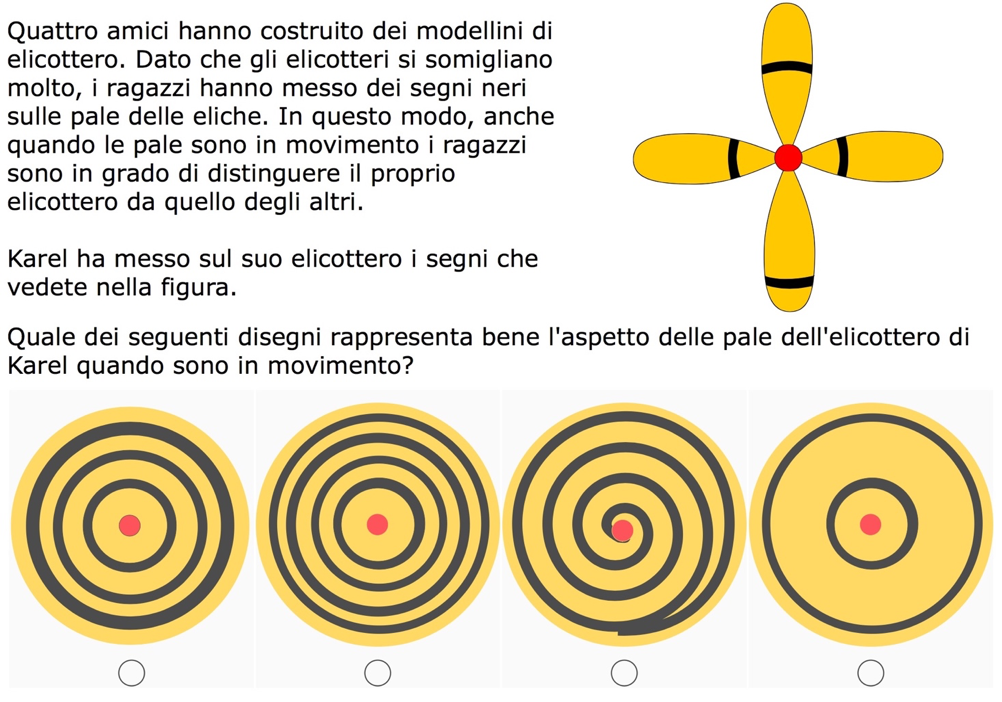 Quattro amici hanno costruito dei modellini di
elicottero. Dato che gli elicotteri si somigliano
molto, i ragazzi hanno messo dei segni neri
sulle pale delle eliche. In questo modo, anche
quando le pale sono in movimento i ragazzi
sono in grado di distinguere il proprio
elicottero da quello degli altri.
Karel ha messo sul suo elicottero i segni che
vedete nella figura.
Quale dei seguenti disegni rappresenta bene l'aspetto delle pale dell'elicottero di
Karel quando sono in movimento?